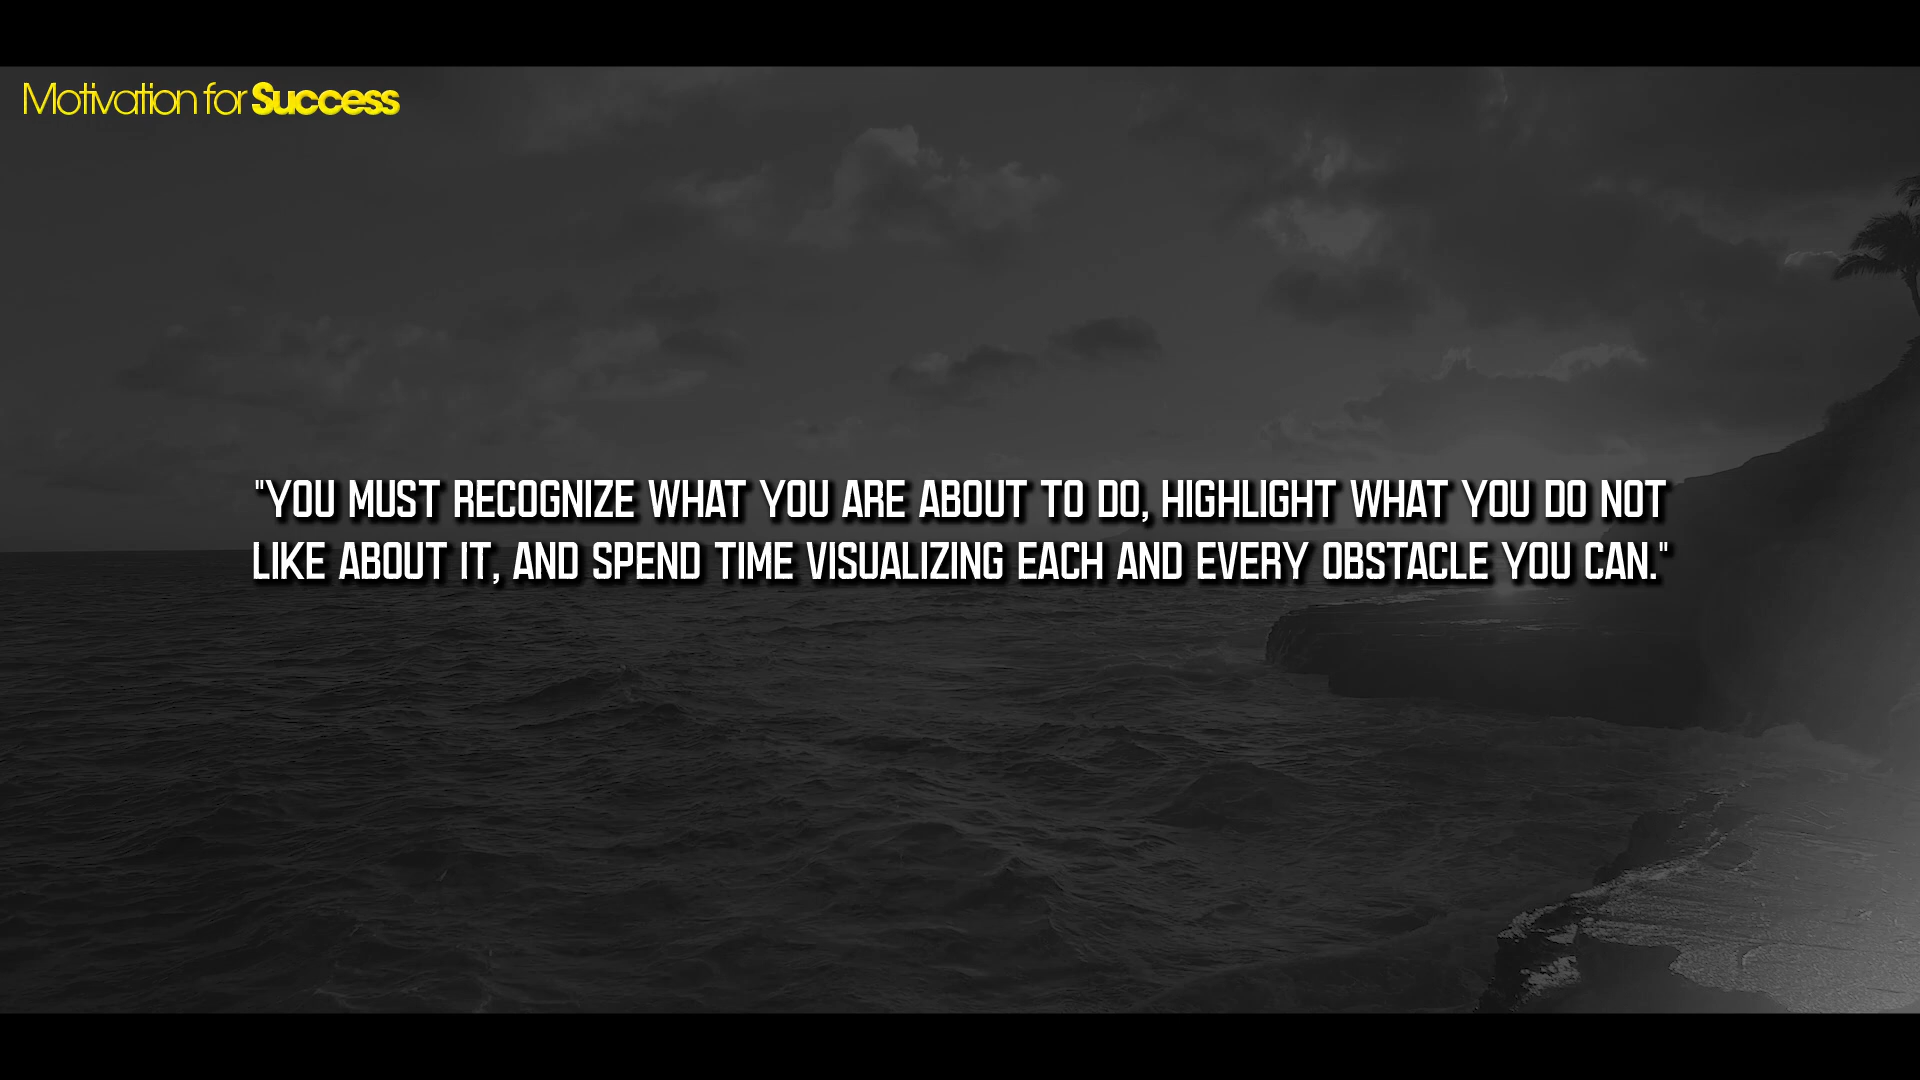 Motivation for Success
"YOU MUST RECOGNIZE WHAT YOU ARE ABOUT TO DO, HIGHLIGHT WHAT YOU DO NOT
LIKE ABOUT IT, AND SPEND TIME VISUALIZING EACH AND EVERY OBSTACLE YOU CAN."